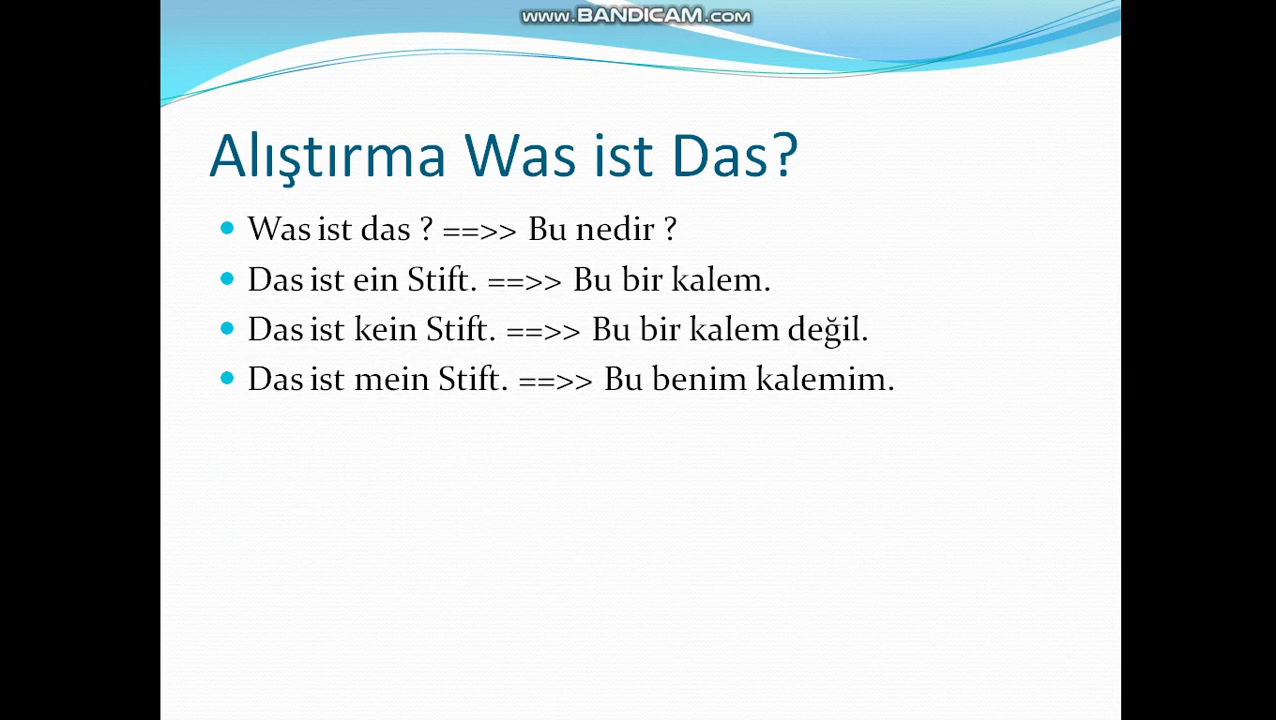 www.BANDICAM.com
Alıştırma Was ist Das?
Was ist das ? ==>> Bu nedir ?
Das ist ein Stift. ==>> Bu bir kalem.
Das ist kein Stift. ==>> Bu bir kalem değil.
Das ist mein Stift. ==>> Bu benim kalemim.